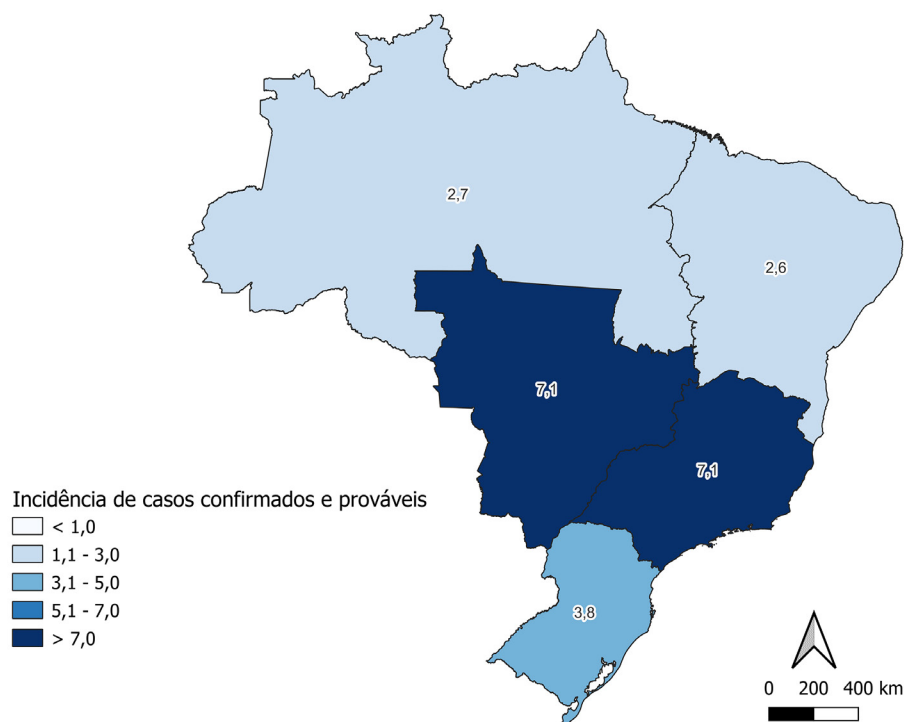 2,7
2,6
7,1
7,1
3,8
Incidência de casos confirmados e prováveis
< 1,0
1,1 - 3,0
3,1 - 5,0
5,1 - 7,0
> 7,0
0 200 400 km